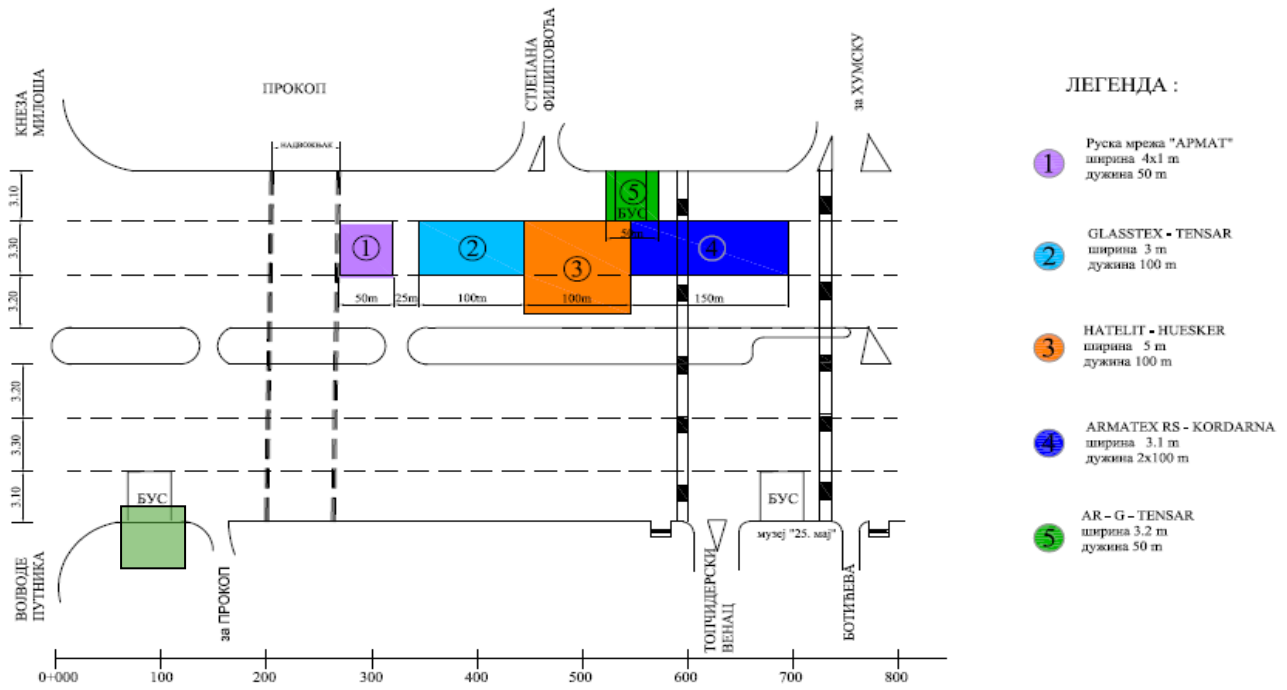 КНЕЗА
МИЛОША
ПРОКОП
СТЈЕПАНА
ФИЛИПОВОЋА
за ХУМСКУ
НАДВОЖЊАК
3.10
3.30
3.20
3.20
3.30
3.10
1
2
3
4
5
БУС
50m
50m
25m
100m
100m
150m
БУС
БУС
музеј "25. мај"
ВОЈВОДЕ
ПУТНИКА
за ПРОКОП
ТОПЧИДЕРСКИ
ВЕНАЦ
БОТИЋЕВА
0+000
100
200
300
400
500
600
700
800
ЛЕГЕНДА :
1
Руска мрежа "АРМАТ"
ширина 4x1 m
дужина 50 m
2
GLASSTEX - TENSAR
ширина 3 m
дужина 100 m
3
HATELIT - HUESKER
ширина 5 m
дужина 100 m
4
ARMATEX RS - KORDARNA
ширина 3.1 m
дужина 2x100 m
5
AR - G - TENSAR
ширина 3.2 m
дужина 50 m